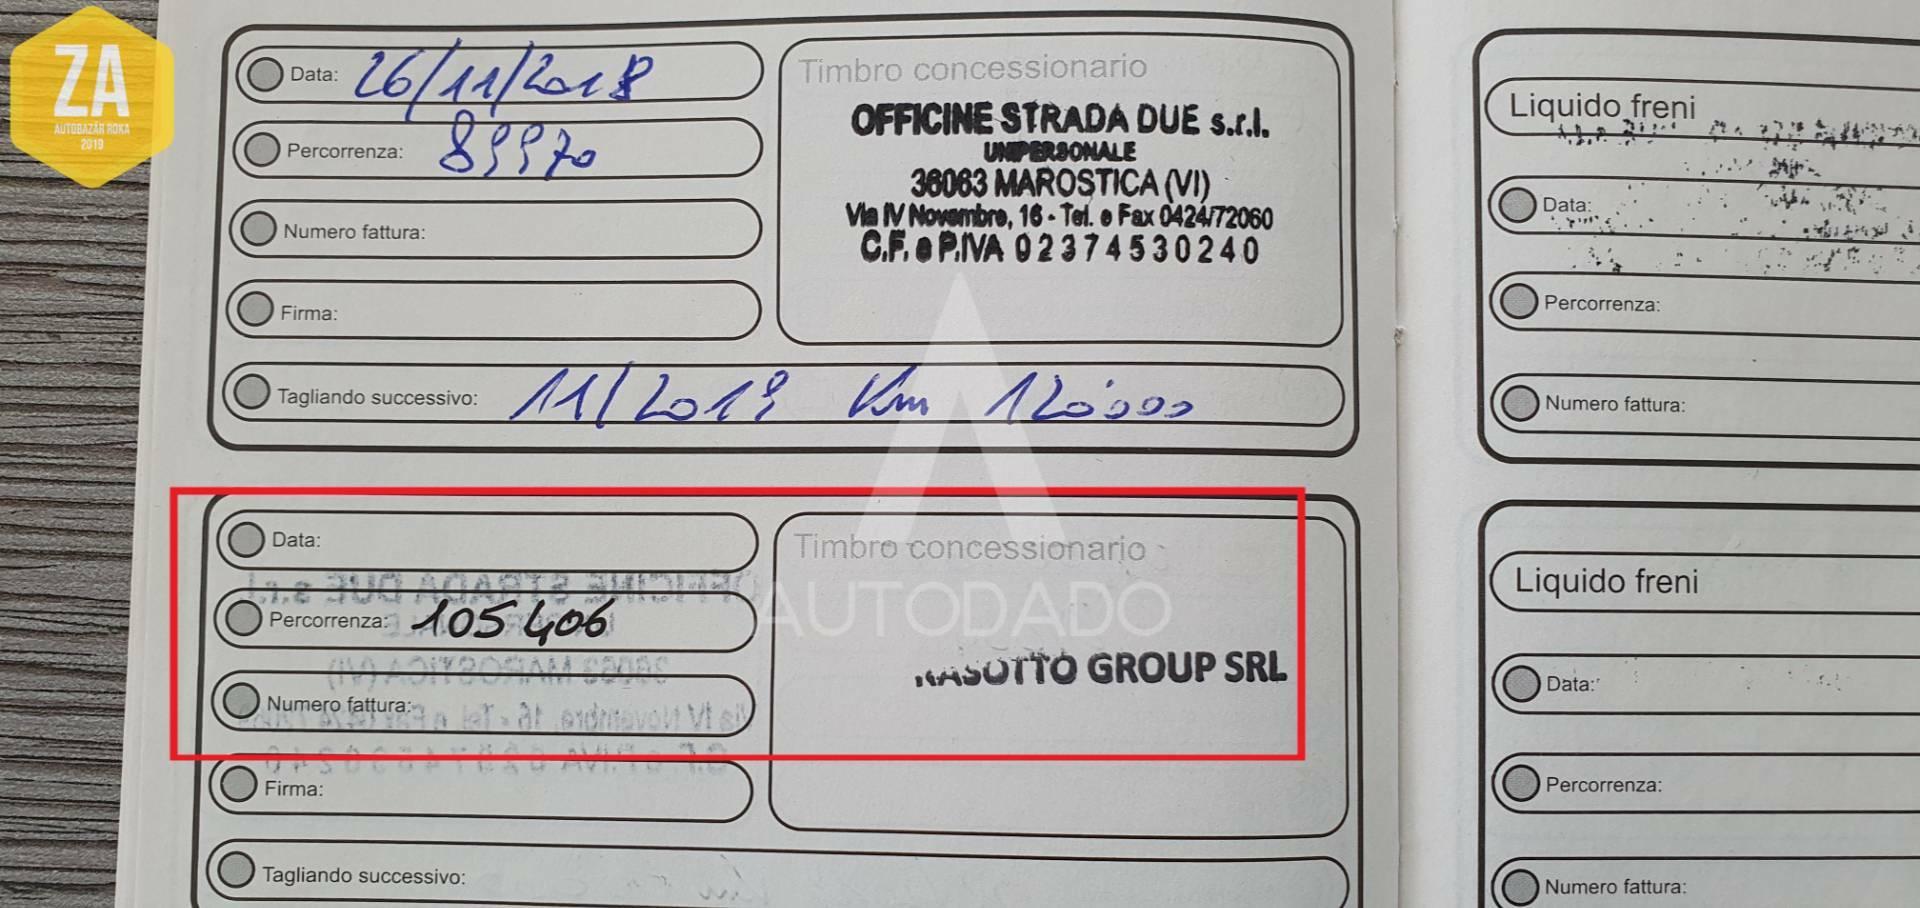 ZA
AUTOBAZÁR ROKA
2019
Data: 26/11/2018
Percorrenza: 89970
Numero fattura:
Firma:
Tagliando successivo: 11/2019 Km 120.000
Timbro concessionario
OFFICINE STRADA DUE s.r.l.
UNIPERSONALE
36063 MAROSTICA (VI)
Via IV Novembre, 16 - Tel. e Fax 0424/72060
C.F. e P.IVA 02374530240
Data:
Percorrenza: 105406
Numero fattura:
Firma:
Tagliando successivo:
Timbro concessionario
AUTODADO
GROUP SRL
Liquido freni
Data:
Percorrenza:
Numero fattura:
Liquido freni
Data:
Percorrenza:
Numero fattura: